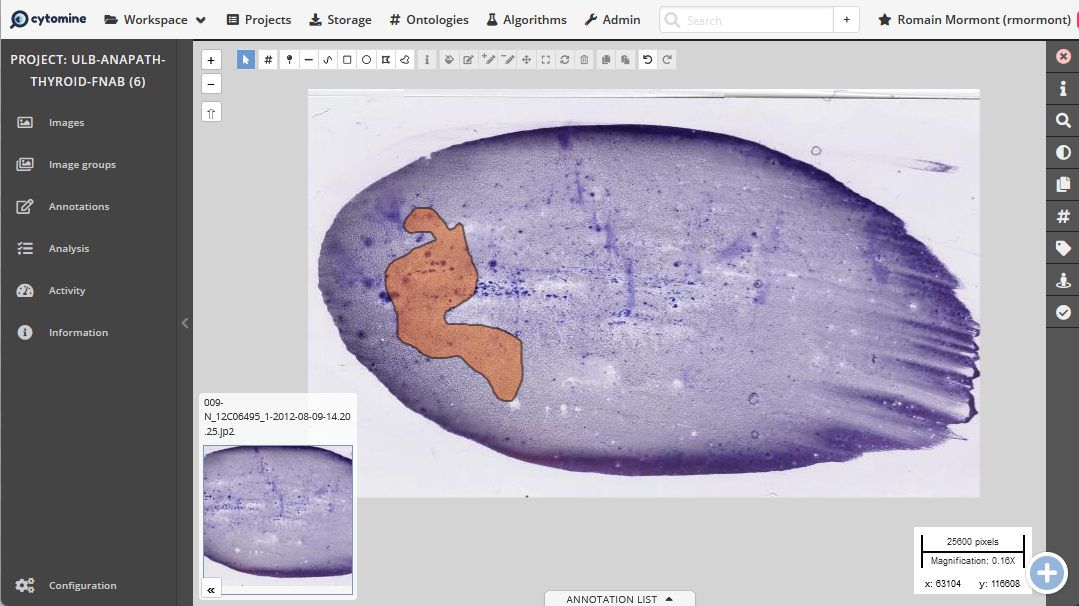 cytomine
Workspace
Projects
Storage
# Ontologies
Algorithms
Admin
Search
+
Romain Mormont (rmormont)
PROJECT: ULB-ANAPATH-
THYROID-FNAB (6)
Images
Image groups
Annotations
Analysis
Activity
Information
Configuration
009-
N_12C06495_1-2012-08-09-14.20
.25.jp2
25600 pixels
Magnification: 0.16X
x: 63104 y: 116608
ANNOTATION LIST